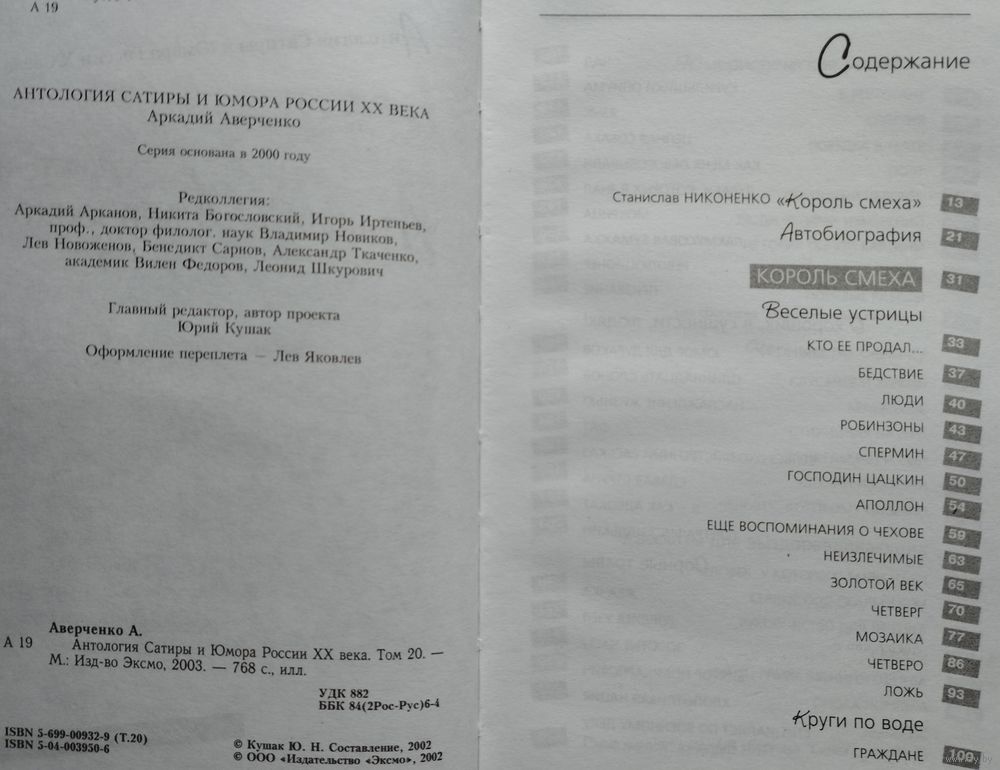 А 19
АНТОЛОГИЯ САТИРЫ И ЮМОРА РОССИИ XX ВЕКА
Аркадий Аверченко
Серия основана в 2000 году
Редколлегия:
Аркадий Арканов, Никита Богословский, Игорь Иртеньев,
проф., доктор филолог. наук Владимир Новиков,
Лев Новоженов, Бенедикт Сарнов, Александр Ткаченко,
академик Вилен Федоров, Леонид Шкурович
Главный редактор, автор проекта
Юрий Кушак
Оформление переплета — Лев Яковлев
Аверченко А.
А 19 Антология Сатиры и Юмора России XX века. Том 20. —
М.: Изд-во Эксмо, 2003. — 768 с., илл.
УДК 882
ББК 84(2Рос-Рус)6-4
ISBN 5-699-00932-9 (Т.20)
ISBN 5-04-003950-6
© Кушак Ю. Н. Составление, 2002
© ООО «Издательство «Эксмо», 2002
Содержание
Станислав НИКОНЕНКО «Король смеха» 13
Автобиография 21
КОРОЛЬ СМЕХА 31
Веселые устрицы
КТО ЕЕ ПРОДАЛ... 33
БЕДСТВИЕ 37
ЛЮДИ 40
РОБИНЗОНЫ 43
СПЕРМИН 47
ГОСПОДИН ЦАЦКИН 50
АПОЛЛОН 54
ЕЩЕ ВОСПОМИНАНИЯ О ЧЕХОВЕ 59
НЕИЗЛЕЧИМЫЕ 63
ЗОЛОТОЙ ВЕК 65
ЧЕТВЕРГ 70
МОЗАИКА 77
ЧЕТВЕРО 86
ЛОЖЬ 93
Круги по воде
ГРАЖДАНЕ 100